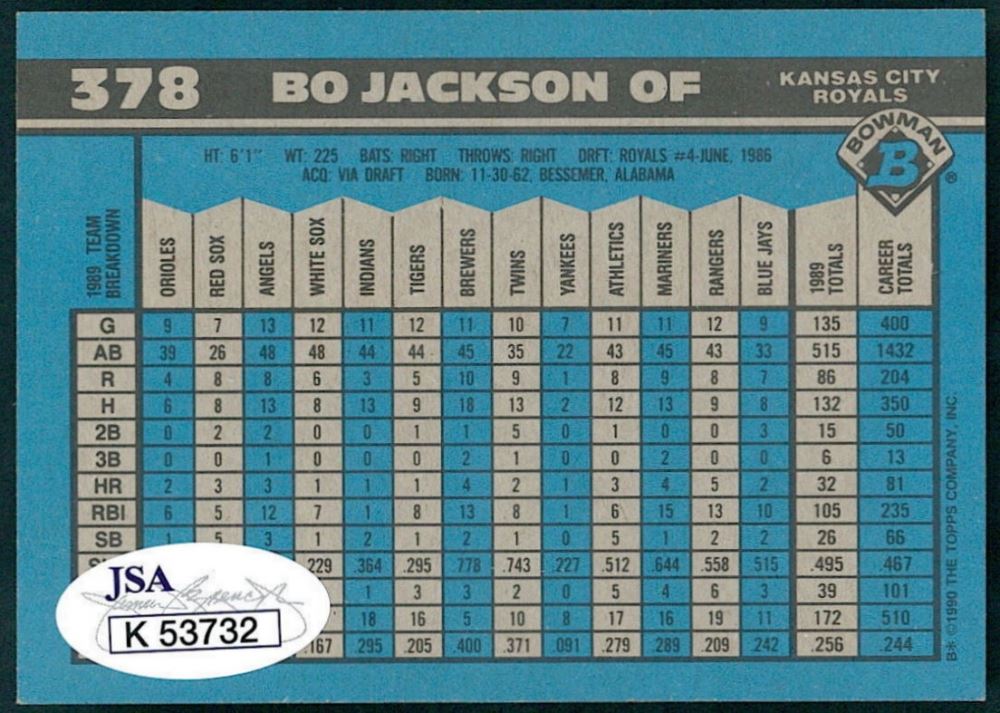 378 BO JACKSON OF KANSAS CITY ROYALS
BOWMAN B ®
HT: 6'1" WT: 225 BATS: RIGHT THROWS: RIGHT DRFT: ROYALS #4-JUNE, 1986
ACQ: VIA DRAFT BORN: 11-30-62, BESSEMER, ALABAMA
1989 TEAM BREAKDOWN ORIOLES RED SOX ANGELS WHITE SOX INDIANS TIGERS BREWERS TWINS YANKEES ATHLETICS MARINERS RANGERS BLUE JAYS 1989 TOTALS CAREER TOTALS
G 9 7 13 12 11 12 11 10 7 11 11 12 9 135 400
AB 39 26 48 48 44 44 45 35 22 43 45 43 33 515 1432
R 4 8 8 6 3 5 10 9 1 8 9 8 7 86 204
H 6 8 13 8 13 9 18 13 2 12 13 9 8 132 350
2B 0 2 2 0 0 1 1 5 0 1 0 0 3 15 50
3B 0 0 1 0 0 0 2 1 0 0 2 0 0 6 13
HR 2 3 3 1 1 1 4 2 1 3 4 5 2 32 81
RBI 6 5 12 7 1 8 13 8 1 6 15 13 10 105 235
SB 1 5 3 1 2 1 2 1 0 5 1 2 2 26 66
.229 .364 .295 .778 .743 .227 .512 .644 .558 .515 .495 .467
1 3 3 2 0 5 4 6 3 39 101
18 16 5 10 8 17 16 19 11 172 510
.167 .295 .205 .400 .371 .091 .279 .289 .209 .242 .256 .244
JSA
K 53732
B* ©1990 THE TOPPS COMPANY, INC.